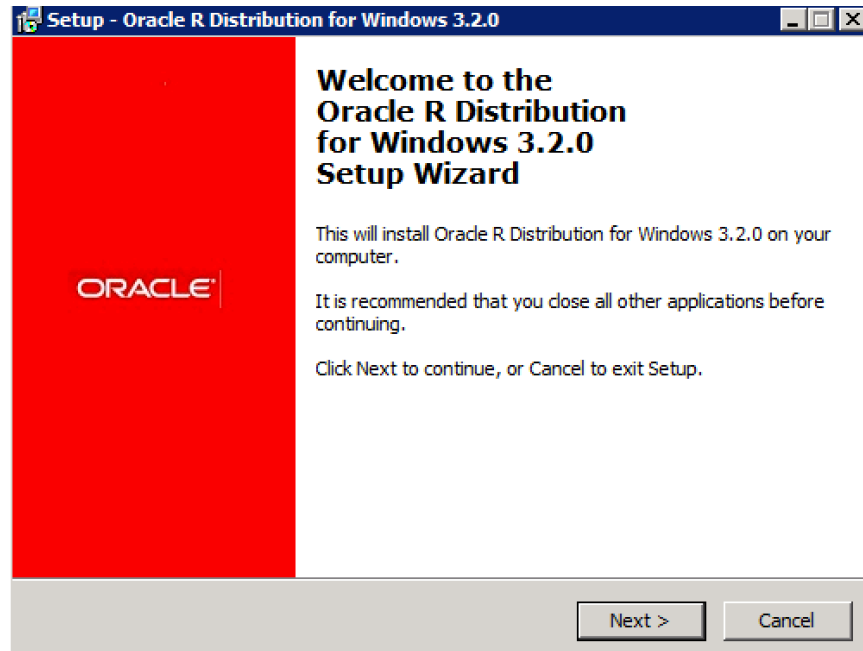 Setup - Oracle R Distribution for Windows 3.2.0
Welcome to the
Oracle R Distribution
for Windows 3.2.0
Setup Wizard
This will install Oracle R Distribution for Windows 3.2.0 on your
computer.
It is recommended that you close all other applications before
continuing.
Click Next to continue, or Cancel to exit Setup.
ORACLE®
Next >
Cancel